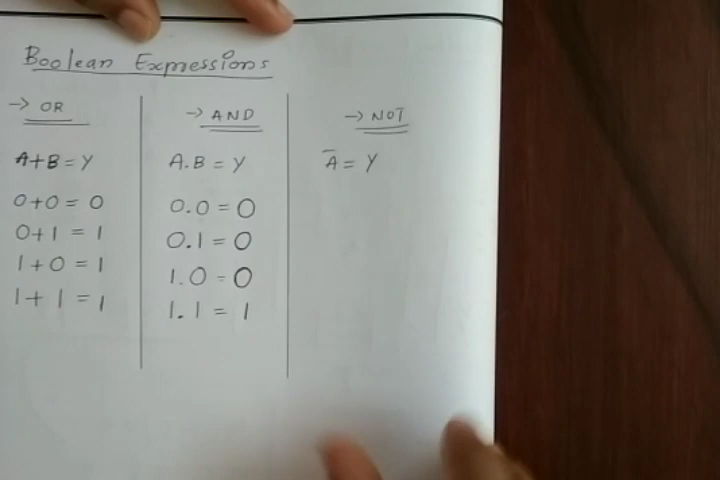 Boolean Expressions
→ OR
A+B = Y
0+0 = 0
0+1 = 1
1+0 = 1
1+1 = 1
→ AND
A.B = Y
0.0 = 0
0.1 = 0
1.0 = 0
1.1 = 1
→ NOT
A̅ = Y